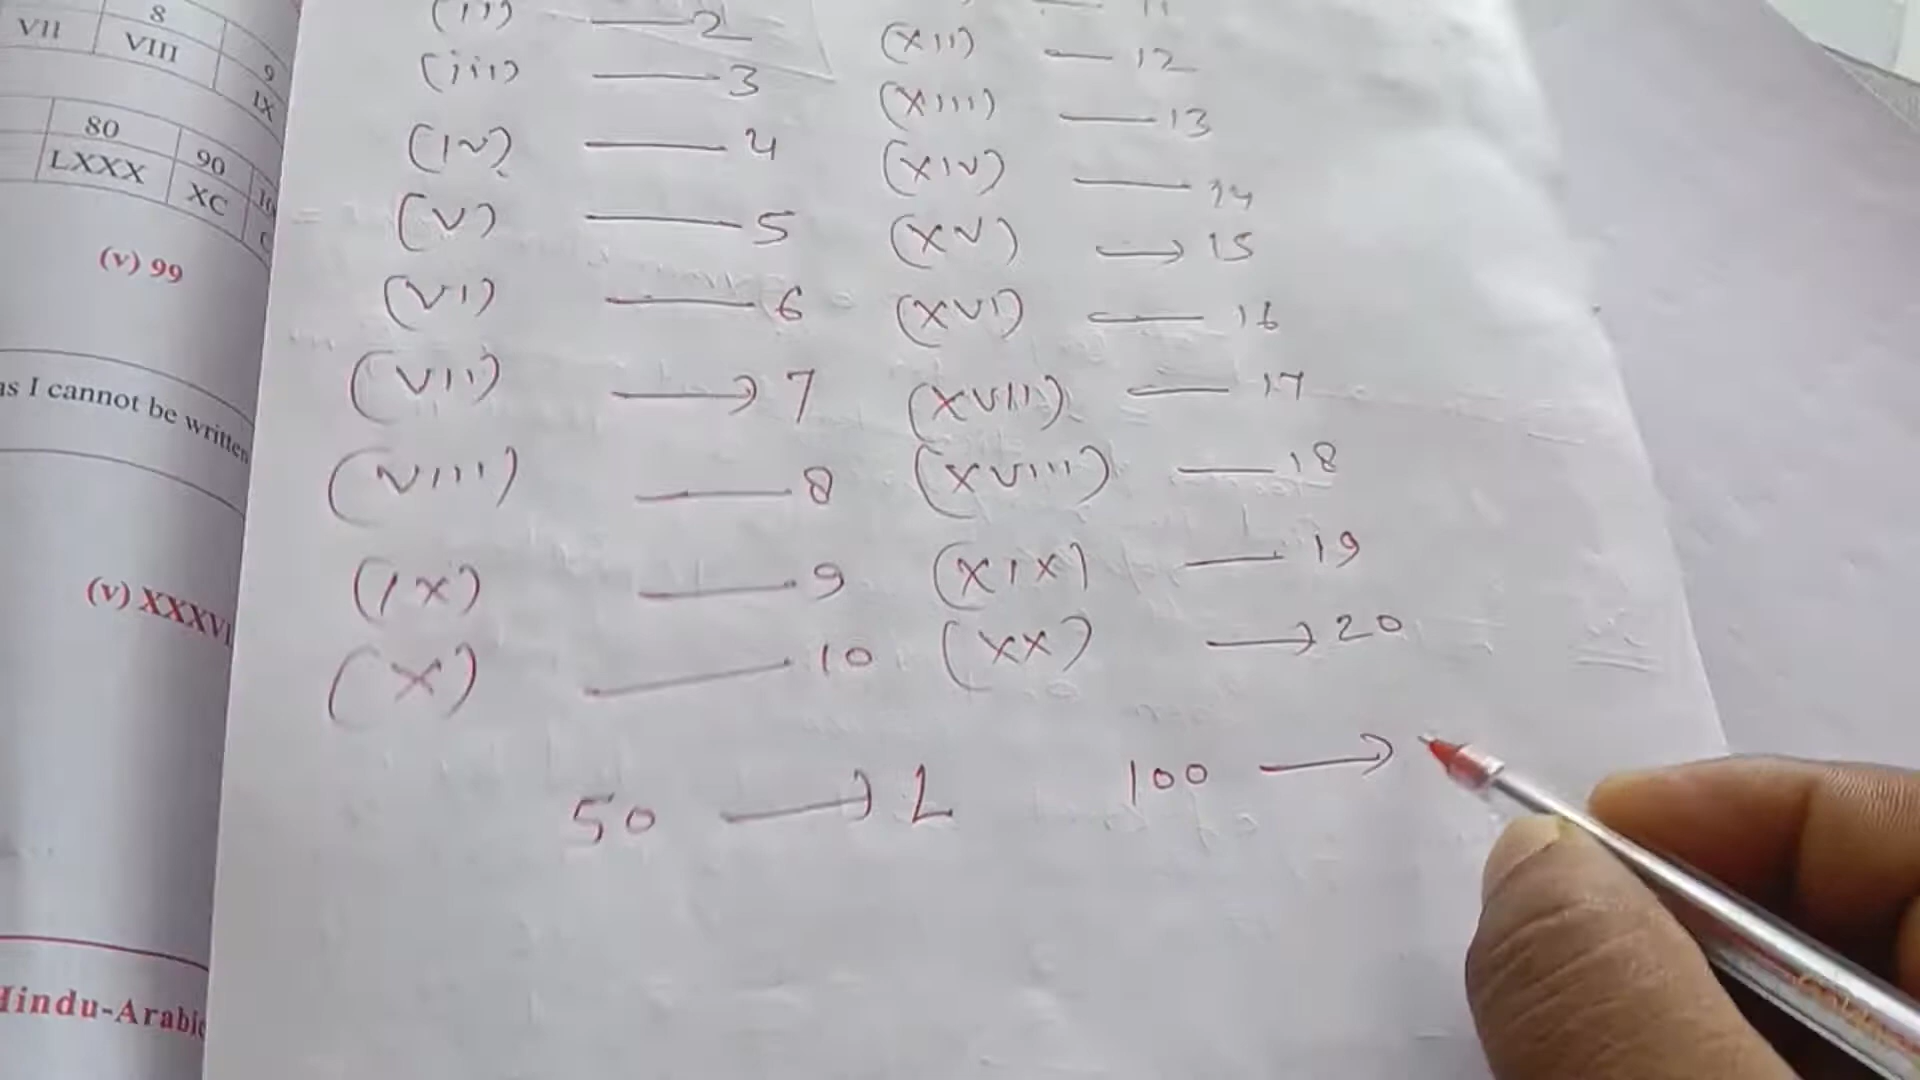 8
VII VIII 9
IX
80 90
LXXX XC
(v) 99
as I cannot be written
(v) XXXVI
Hindu-Arabic
(ii) — 2
(iii) — 3
(iv) — 4
(v) — 5
(vi) — 6
(vii) → 7
(viii) — 8
(ix) — 9
(x) — 10
(xii) — 12
(xiii) — 13
(xiv) — 14
(xv) → 15
(xvi) — 16
(xvii) — 17
(xviii) — 18
(xix) — 19
(xx) → 20
50 → L 100 →